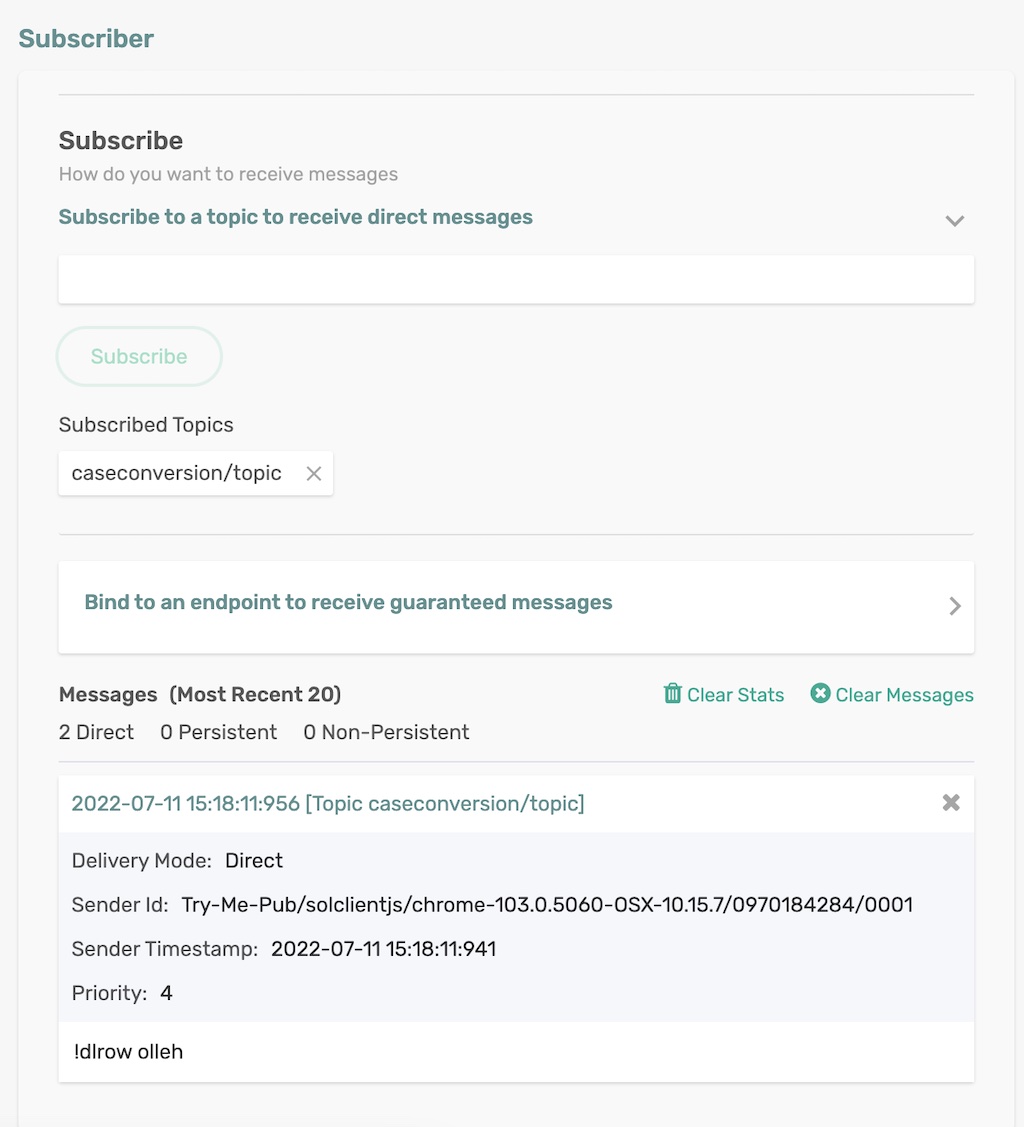 Subscriber
Subscribe
How do you want to receive messages
Subscribe to a topic to receive direct messages
Subscribe
Subscribed Topics
caseconversion/topic
Bind to an endpoint to receive guaranteed messages
Messages (Most Recent 20) Clear Stats Clear Messages
2 Direct 0 Persistent 0 Non-Persistent
2022-07-11 15:18:11:956 [Topic caseconversion/topic]
Delivery Mode: Direct
Sender Id: Try-Me-Pub/solclientjs/chrome-103.0.5060-OSX-10.15.7/0970184284/0001
Sender Timestamp: 2022-07-11 15:18:11:941
Priority: 4
!dlrow olleh